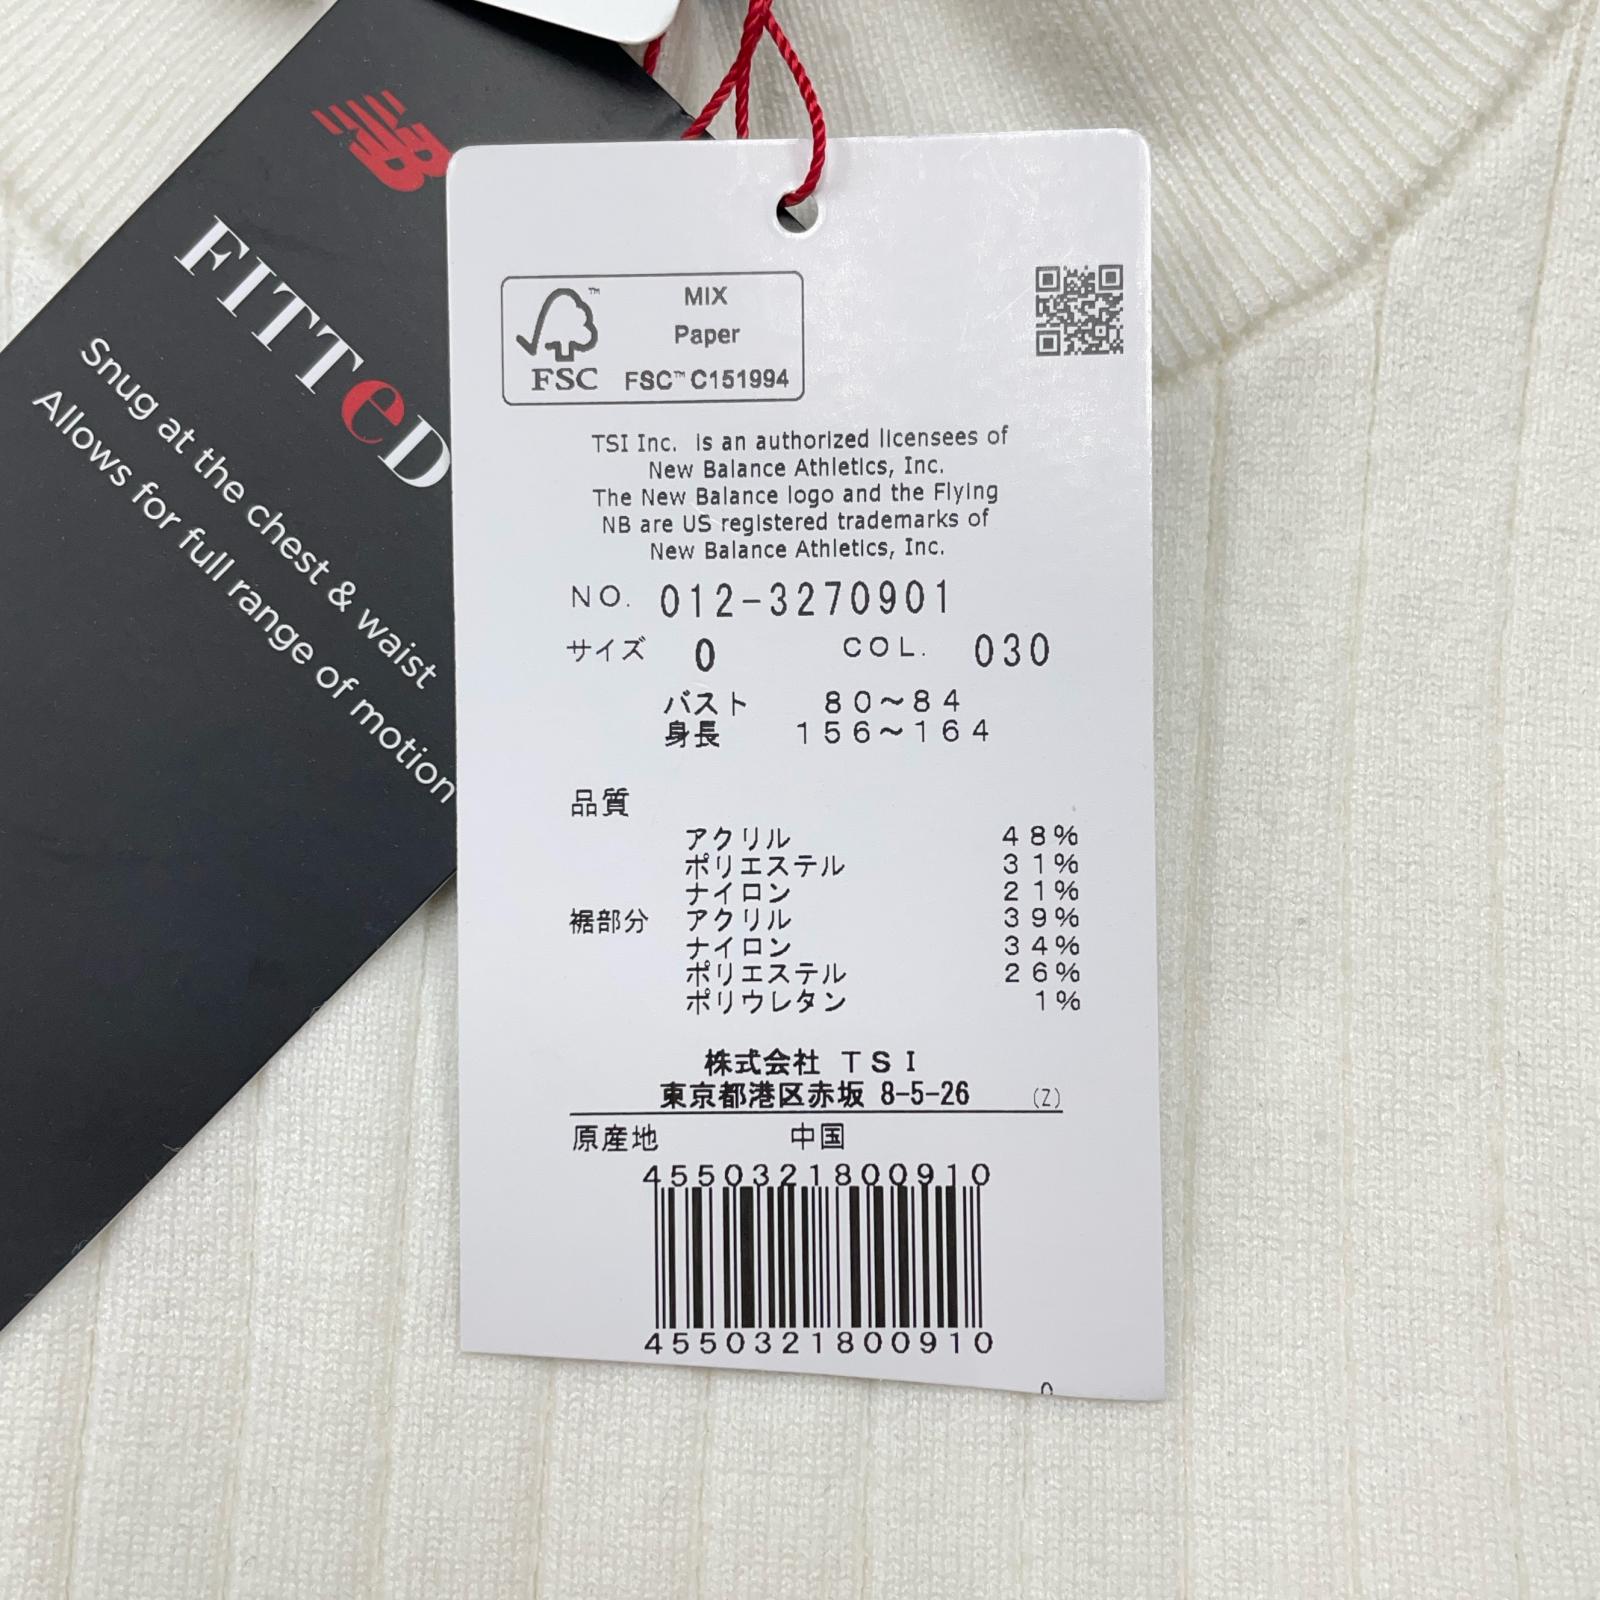 NB
FITTeD
Snug at the chest & waist
Allows for full range of motion
MIX
Paper
FSC™ C151994
FSC
TSI Inc. is an authorized licensees of
New Balance Athletics, Inc.
The New Balance logo and the Flying
NB are US registered trademarks of
New Balance Athletics, Inc.
NO. 012-3270901
サイズ 0 COL. 030
バスト 80～84
身長 156～164
品質
アクリル 48%
ポリエステル 31%
ナイロン 21%
裾部分 アクリル 39%
ナイロン 34%
ポリエステル 26%
ポリウレタン 1%
株式会社 TSI
東京都港区赤坂 8-5-26 (Z)
原産地 中国
4550321800910
4550321800910